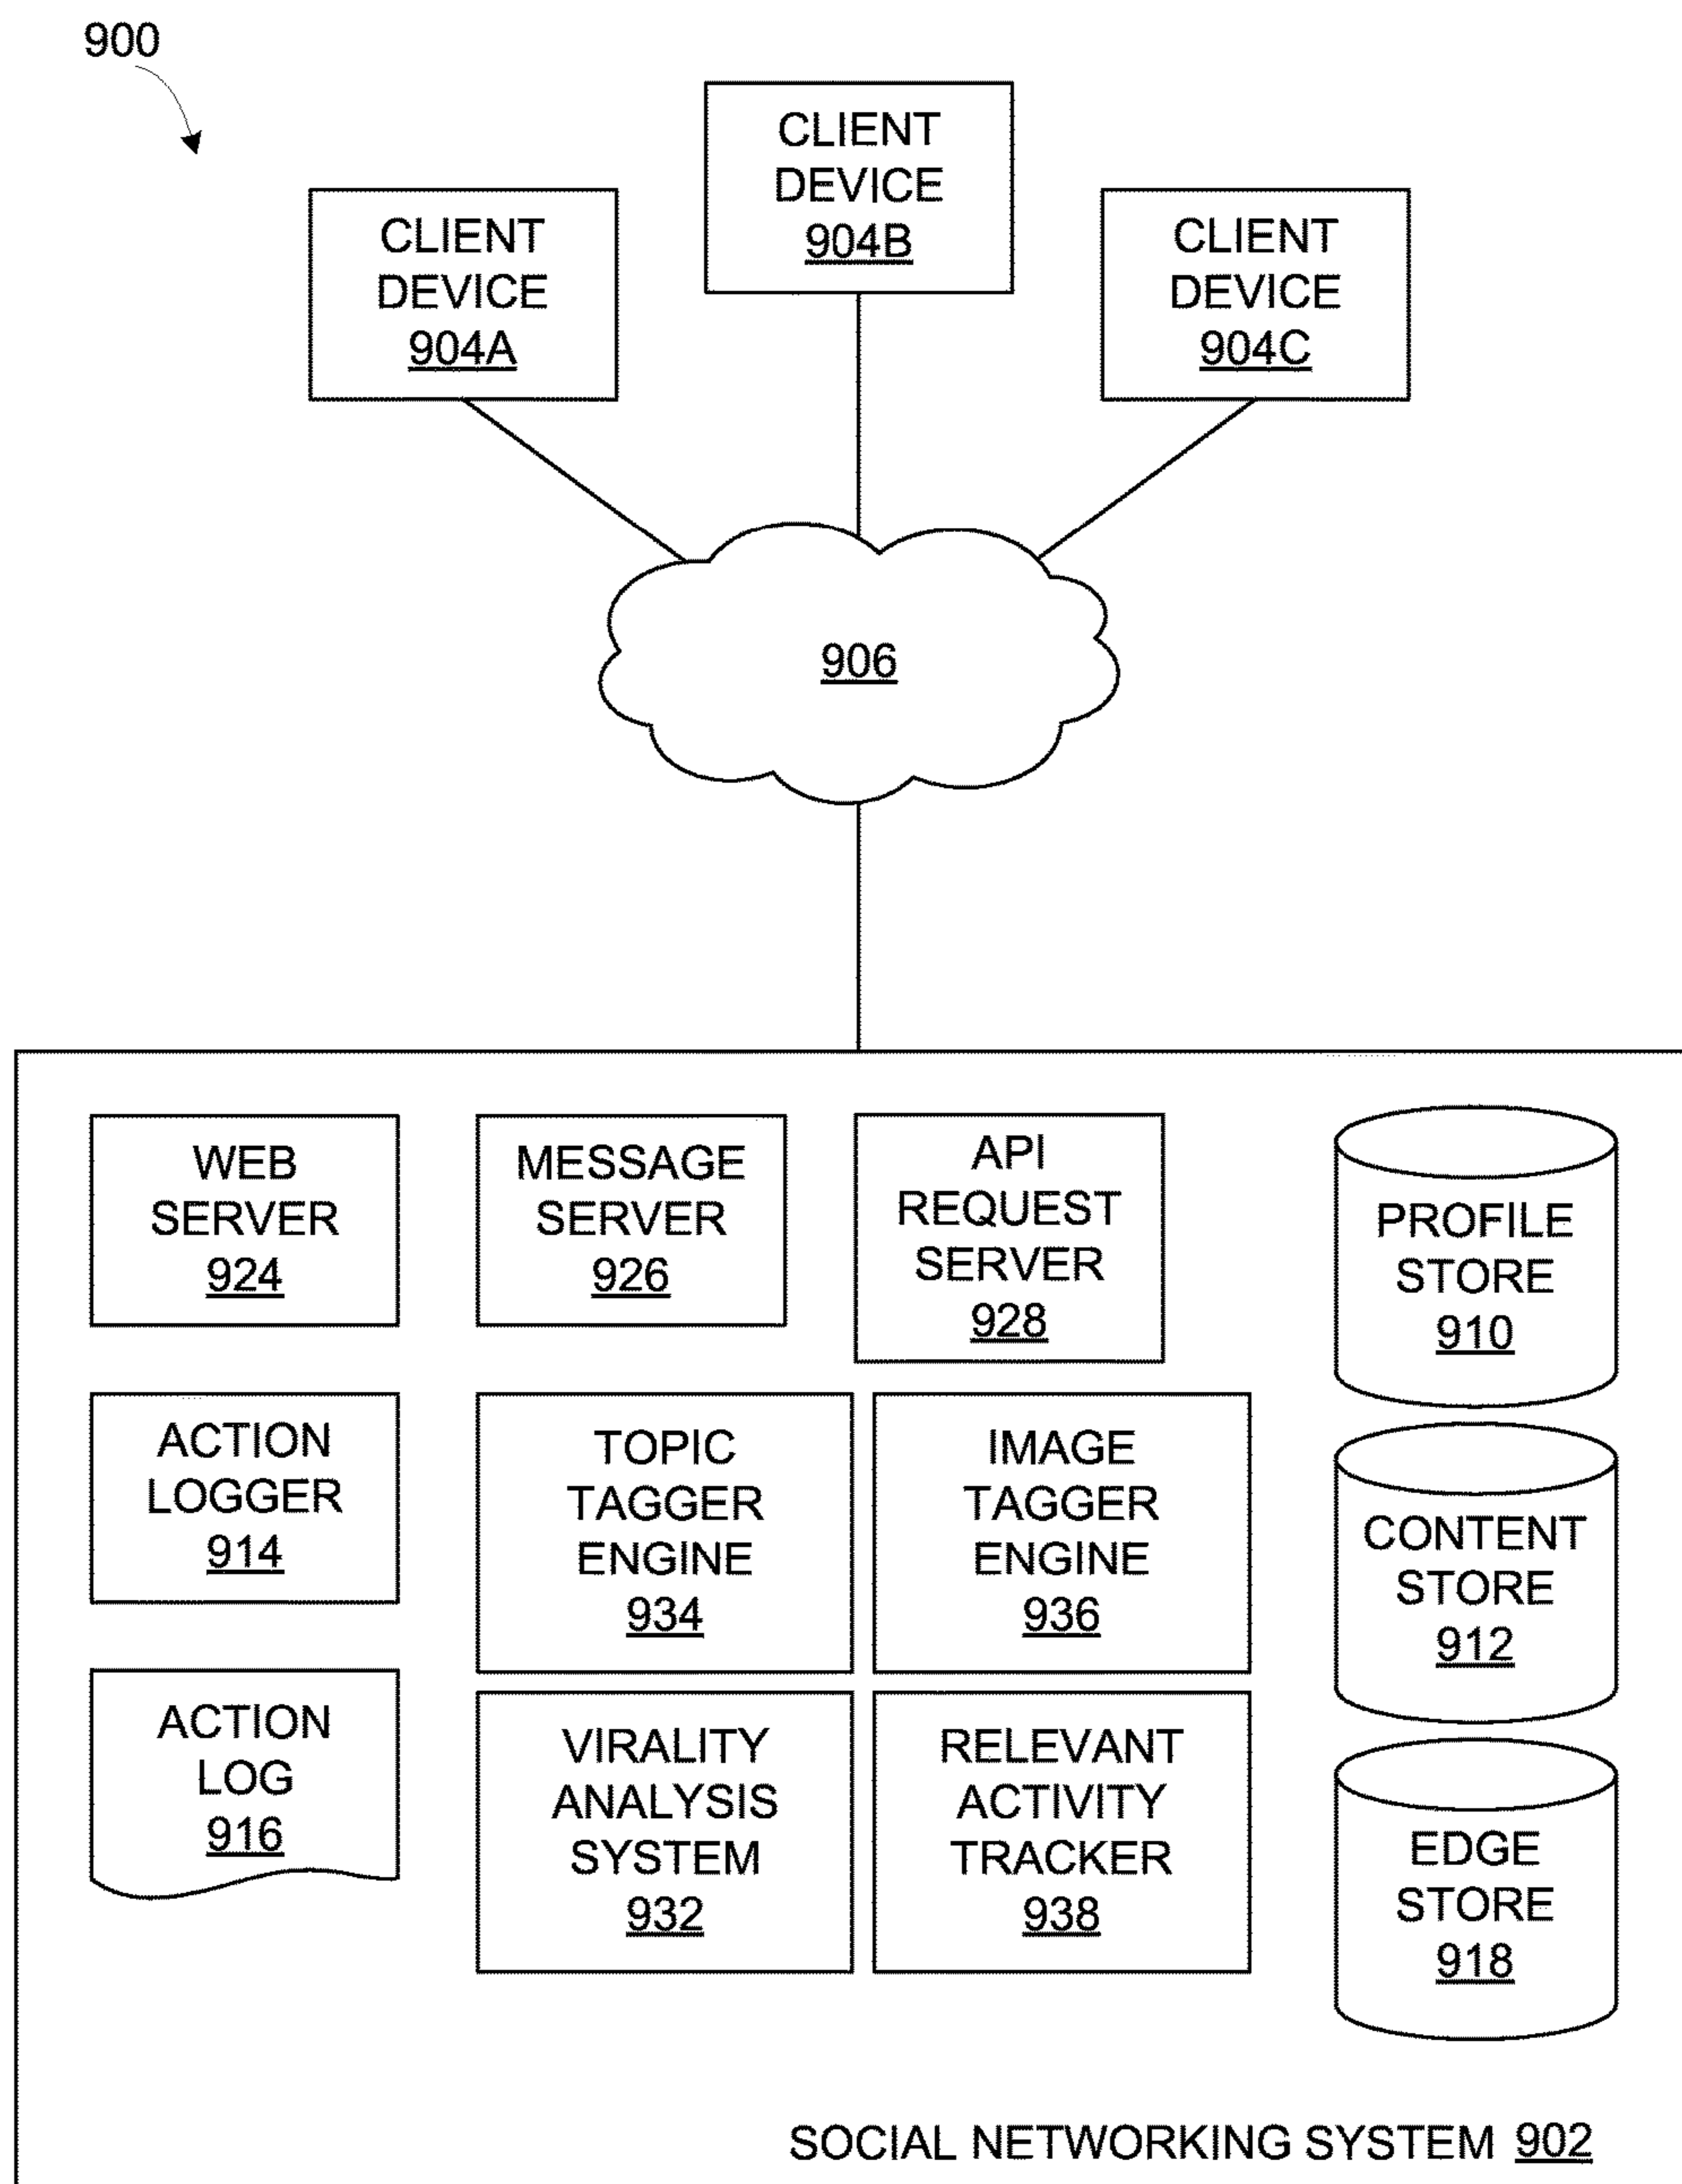 900
CLIENT
DEVICE
904A
CLIENT
DEVICE
904B
CLIENT
DEVICE
904C
906
WEB
SERVER
924
MESSAGE
SERVER
926
API
REQUEST
SERVER
928
PROFILE
STORE
910
ACTION
LOGGER
914
TOPIC
TAGGER
ENGINE
934
IMAGE
TAGGER
ENGINE
936
CONTENT
STORE
912
ACTION
LOG
916
VIRALITY
ANALYSIS
SYSTEM
932
RELEVANT
ACTIVITY
TRACKER
938
EDGE
STORE
918
SOCIAL NETWORKING SYSTEM 902